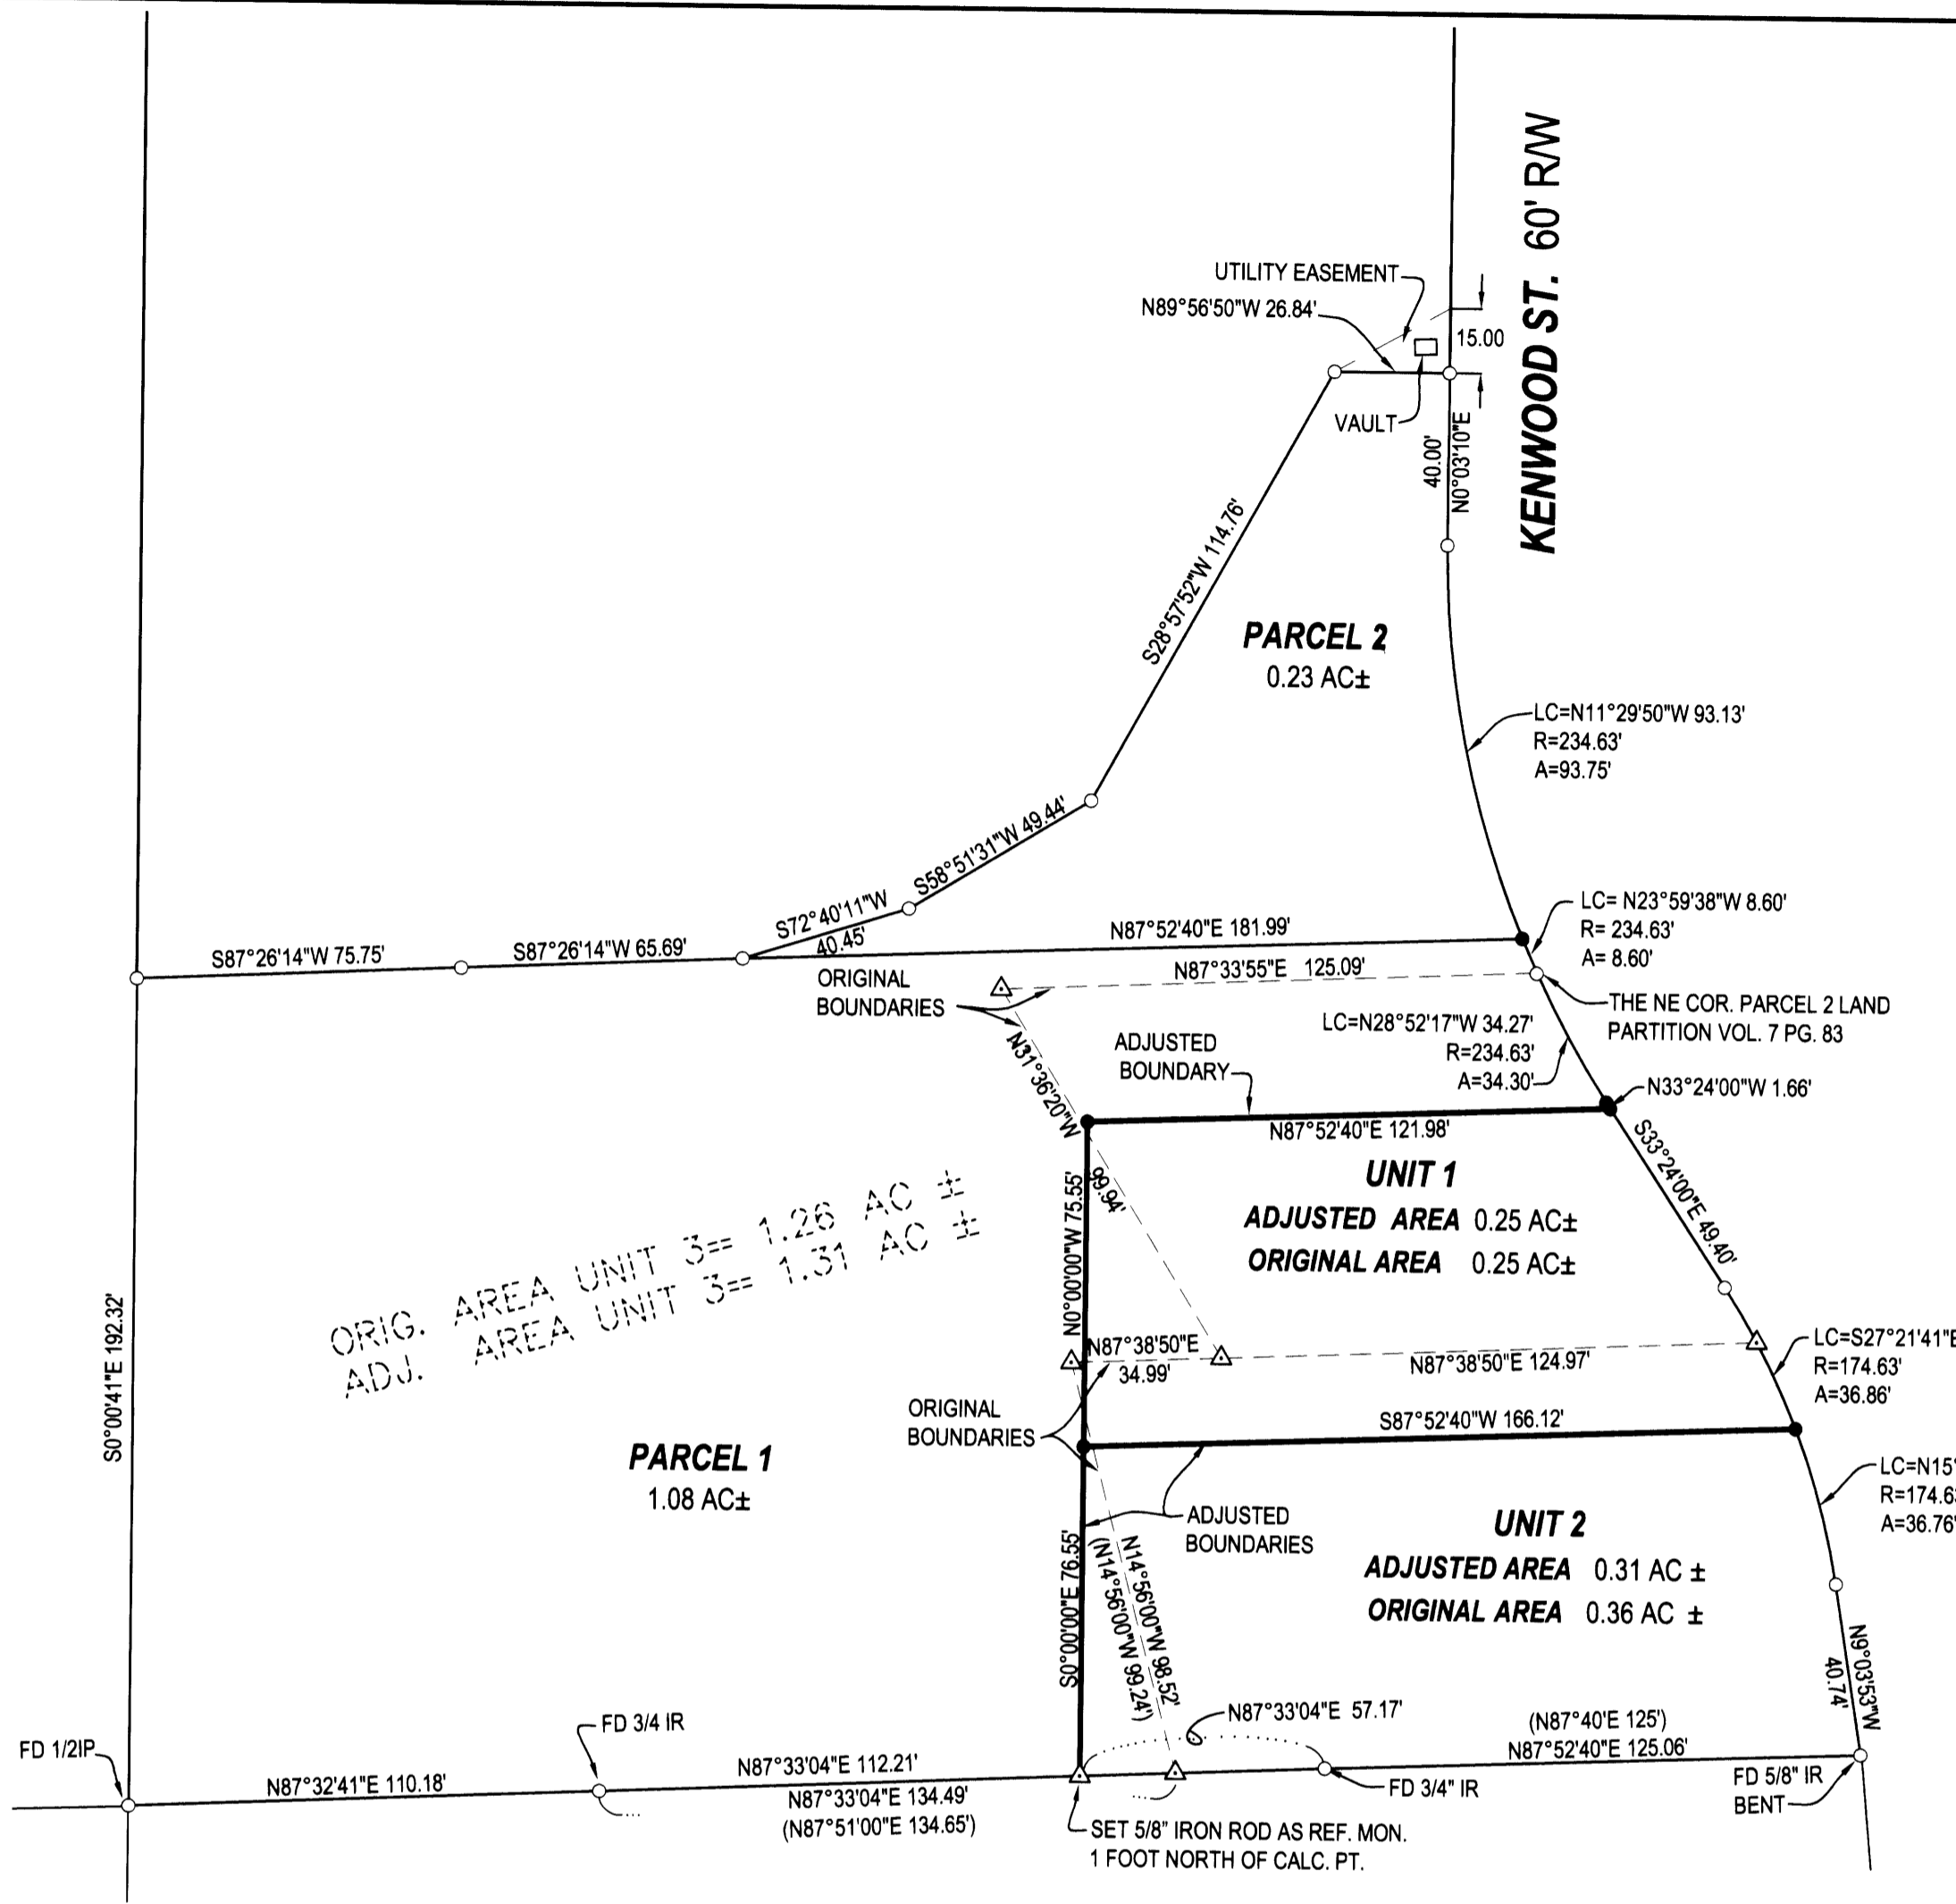 KENWOOD ST. 60' R/W
UTILITY EASEMENT
N89°56'50"W 26.84'
15.00
VAULT
40.00'
N0°03'10"E
S28°57'52"W 114.76'
PARCEL 2
0.23 AC±
LC=N11°29'50"W 93.13'
R=234.63'
A=93.75'
S58°51'31"W 49.44'
S72°40'11"W
40.45'
LC= N23°59'38"W 8.60'
R= 234.63'
A= 8.60'
N87°52'40"E 181.99'
S87°26'14"W 75.75'
S87°26'14"W 65.69'
ORIGINAL
BOUNDARIES
N87°33'55"E 125.09'
THE NE COR. PARCEL 2 LAND
PARTITION VOL. 7 PG. 83
LC=N28°52'17"W 34.27'
R=234.63'
A=34.30'
N31°36'20"W
99.94'
ADJUSTED
BOUNDARY
N33°24'00"W 1.66'
N87°52'40"E 121.98'
S33°24'00"E 49.40'
UNIT 1
ADJUSTED AREA 0.25 AC±
ORIGINAL AREA 0.25 AC±
N0°00'00"W 75.55'
ORIG. AREA UNIT 3== 1.26 AC ±
ADJ. AREA UNIT 3== 1.31 AC ±
S0°00'41"E 192.32'
N87°38'50"E
34.99'
N87°38'50"E 124.97'
LC=S27°21'41"E
R=174.63'
A=36.86'
ORIGINAL
BOUNDARIES
S87°52'40"W 166.12'
PARCEL 1
1.08 AC±
LC=N15°
R=174.63
A=36.76'
ADJUSTED
BOUNDARIES
UNIT 2
ADJUSTED AREA 0.31 AC ±
ORIGINAL AREA 0.36 AC ±
S0°00'00"E 76.55'
N14°56'00"W 98.52'
(N14°56'00"W 99.24')
N9°03'53"W
40.74'
N87°33'04"E 57.17'
(N87°40'E 125')
N87°52'40"E 125.06'
FD 1/2IP
FD 3/4 IR
N87°32'41"E 110.18'
N87°33'04"E 112.21'
N87°33'04"E 134.49'
(N87°51'00"E 134.65')
FD 3/4" IR
FD 5/8" IR
BENT
SET 5/8" IRON ROD AS REF. MON.
1 FOOT NORTH OF CALC. PT.